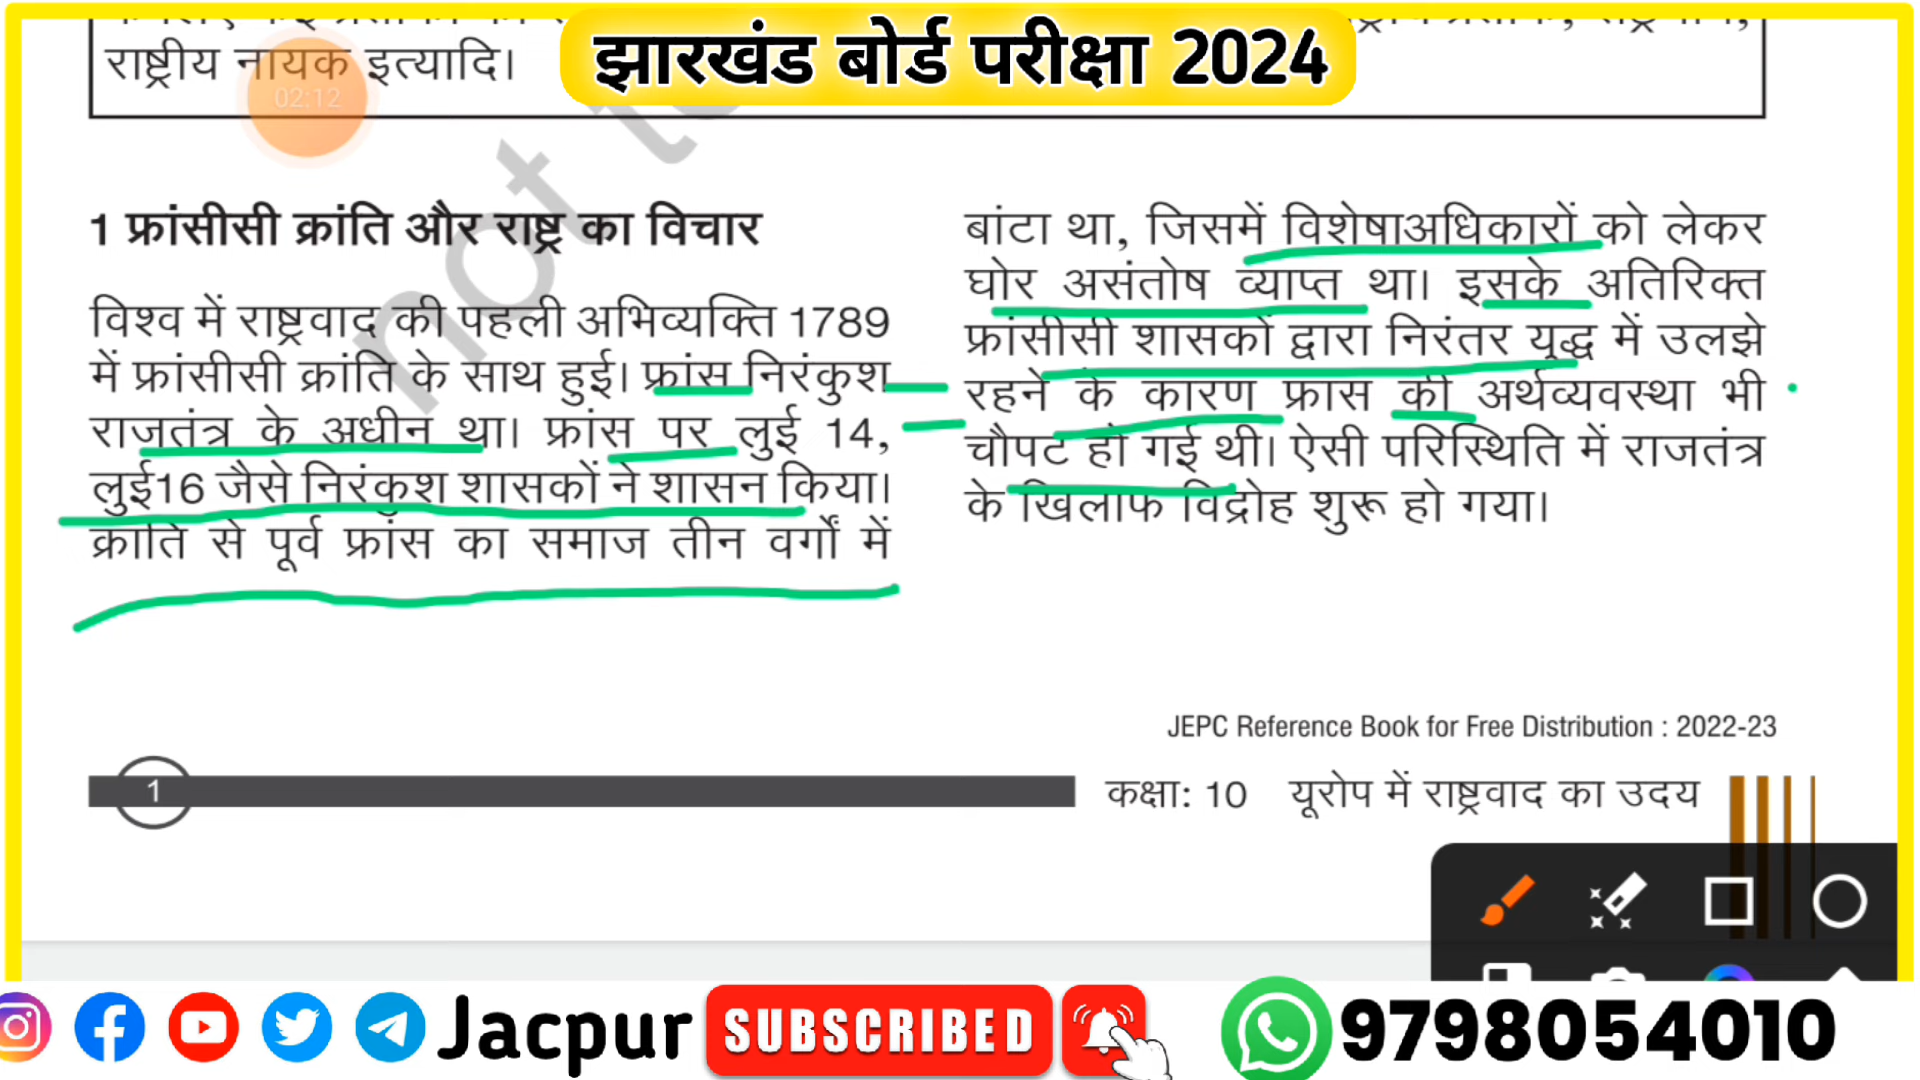 झारखंड बोर्ड परीक्षा 2024
राष्ट्रीय नायक इत्यादि।
02:12
not
1 फ्रांसीसी क्रांति और राष्ट्र का विचार
विश्व में राष्ट्रवाद की पहली अभिव्यक्ति 1789
में फ्रांसीसी क्रांति के साथ हुई। फ्रांस निरंकुश
राजतंत्र के अधीन था। फ्रांस पर लुई 14,
लुई16 जैसे निरंकुश शासकों ने शासन किया।
क्रांति से पूर्व फ्रांस का समाज तीन वर्गों में
बांटा था, जिसमें विशेषाअधिकारों को लेकर
घोर असंतोष व्याप्त था। इसके अतिरिक्त
फ्रांसीसी शासकों द्वारा निरंतर युद्ध में उलझे
रहने के कारण फ्रांस की अर्थव्यवस्था भी
चौपट हो गई थी। ऐसी परिस्थिति में राजतंत्र
के खिलाफ विद्रोह शुरू हो गया।
JEPC Reference Book for Free Distribution : 2022-23
1
कक्षा: 10 यूरोप में राष्ट्रवाद का उदय
Jacpur SUBSCRIBED 9798054010